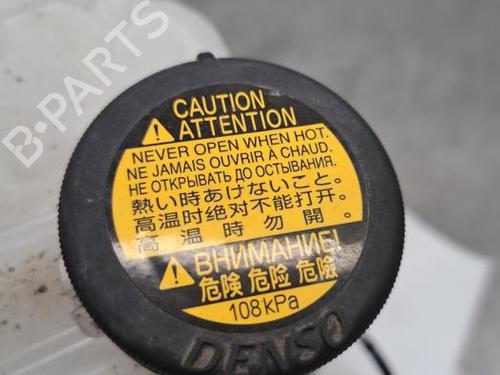 B-PARTS
CAUTION
ATTENTION
NEVER OPEN WHEN HOT.
NE JAMAIS OUVRIR À CHAUD.
НЕ ОТКРЫВАТЬ ДО ОСТЫВАНИЯ.
熱い時あけないこと。
高温时绝对不能打开。
高温時勿開。
ВНИМАНИЕ!
危険 危险 危險
108kPa
DENSO